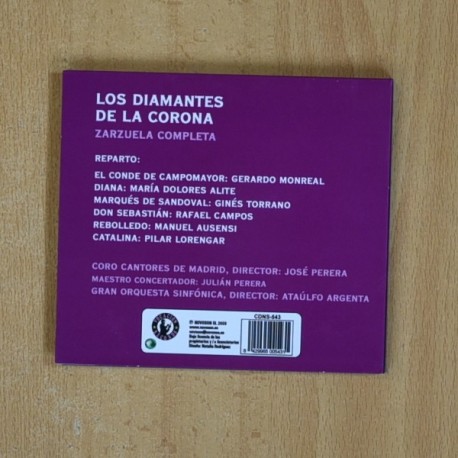 LOS DIAMANTES
DE LA CORONA
ZARZUELA COMPLETA
REPARTO:
EL CONDE DE CAMPOMAYOR: GERARDO MONREAL
DIANA: MARÍA DOLORES ALITE
MARQUÉS DE SANDOVAL: GINÉS TORRANO
DON SEBASTIÁN: RAFAEL CAMPOS
REBOLLEDO: MANUEL AUSENSI
CATALINA: PILAR LORENGAR
CORO CANTORES DE MADRID, DIRECTOR: JOSÉ PERERA
MAESTRO CONCERTADOR: JULIÁN PERERA
GRAN ORQUESTA SINFÓNICA, DIRECTOR: ATAÚLFO ARGENTA
CDNS-643